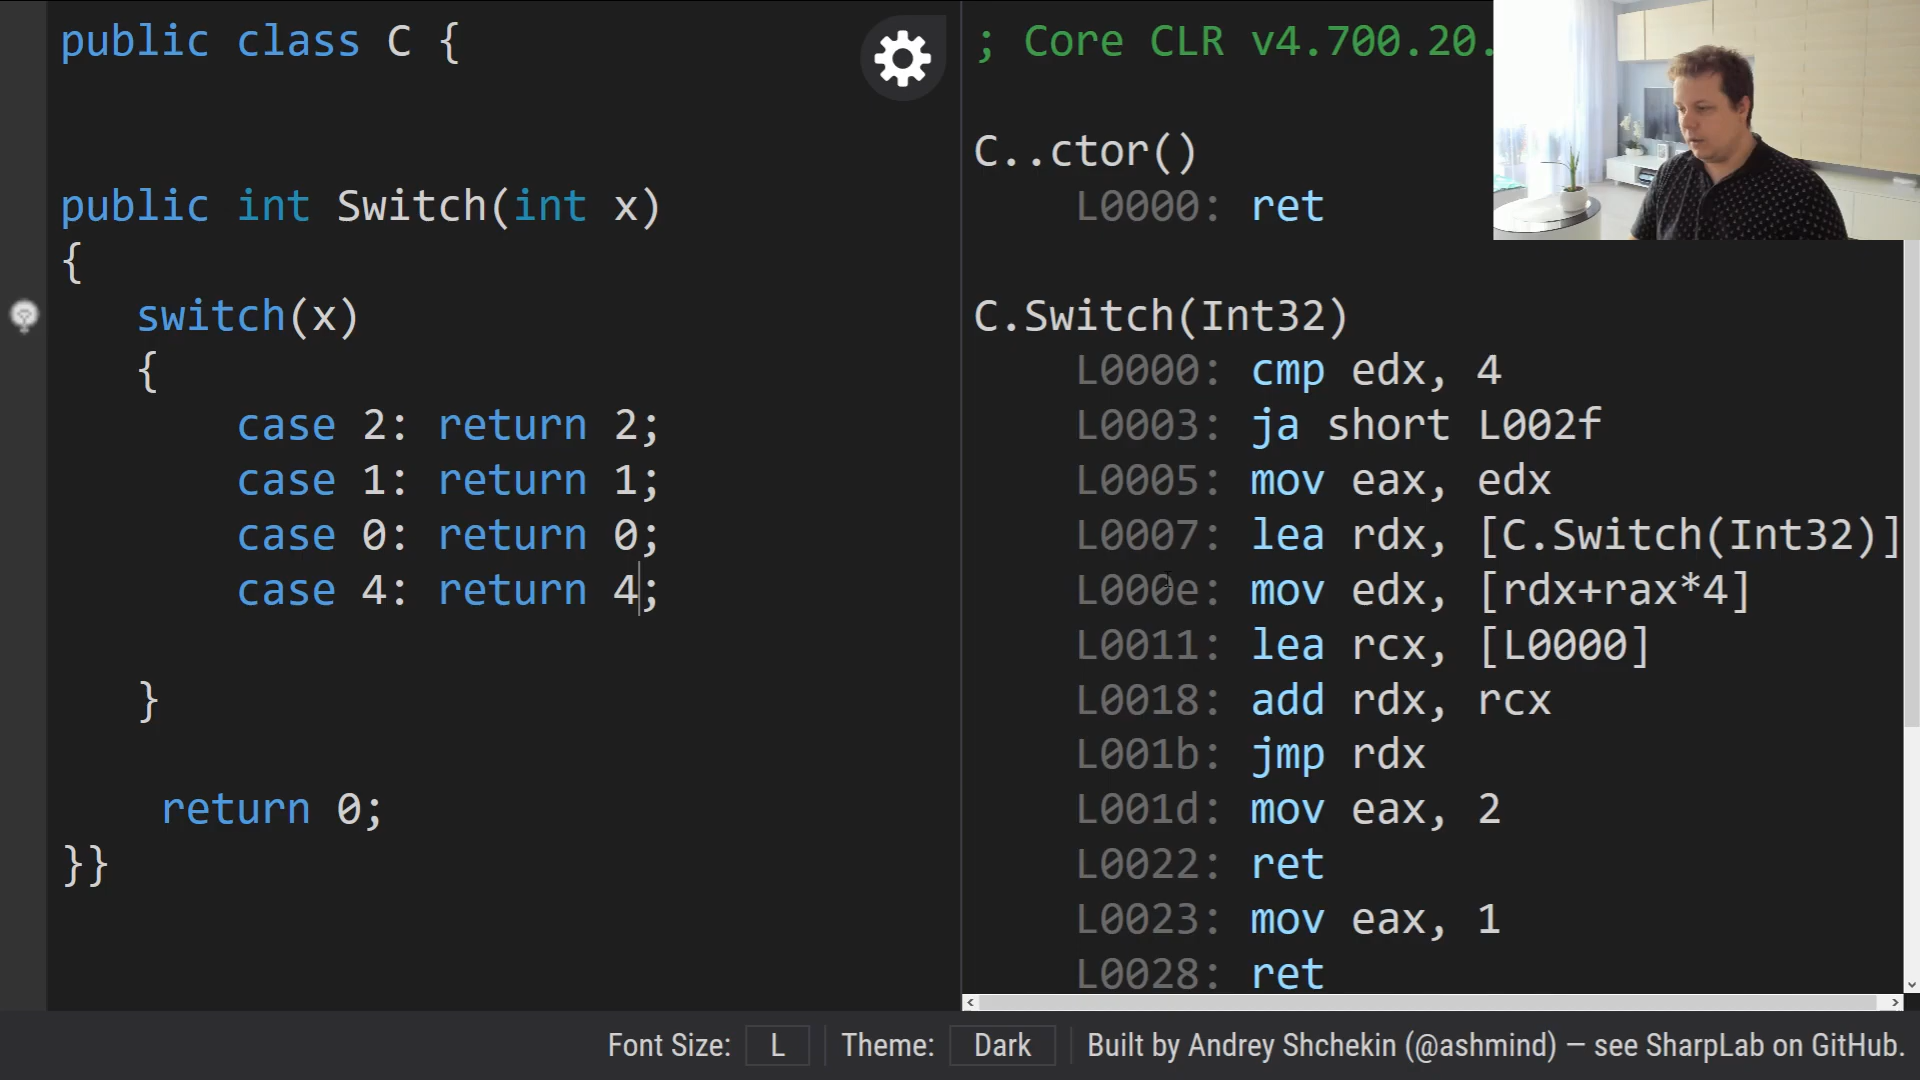 public class C {
public int Switch(int x)
{
switch(x)
{
case 2: return 2;
case 1: return 1;
case 0: return 0;
case 4: return 4;
}
return 0;
}}
; Core CLR v4.700.20.
C..ctor()
L0000: ret
C.Switch(Int32)
L0000: cmp edx, 4
L0003: ja short L002f
L0005: mov eax, edx
L0007: lea rdx, [C.Switch(Int32)]
L000e: mov edx, [rdx+rax*4]
L0011: lea rcx, [L0000]
L0018: add rdx, rcx
L001b: jmp rdx
L001d: mov eax, 2
L0022: ret
L0023: mov eax, 1
L0028: ret
Font Size: L Theme: Dark Built by Andrey Shchekin (@ashmind) — see SharpLab on GitHub.